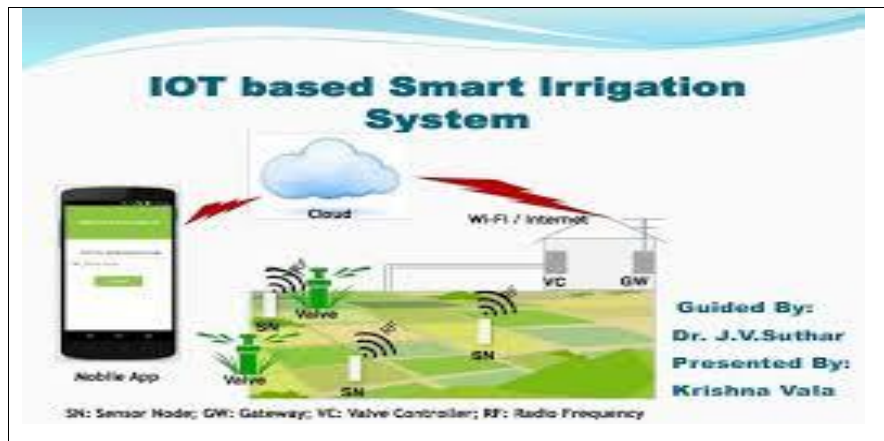 IOT based Smart Irrigation
System
Cloud
Wi-Fi / Internet
VC
GW
SN
Valve
SN
SN
Valve
Mobile App
Guided By:
Dr. J.V.Suthar
Presented By:
Krishna Vala
SN: Sensor Node; GW: Gateway; VC: Valve Controller; RF: Radio Frequency